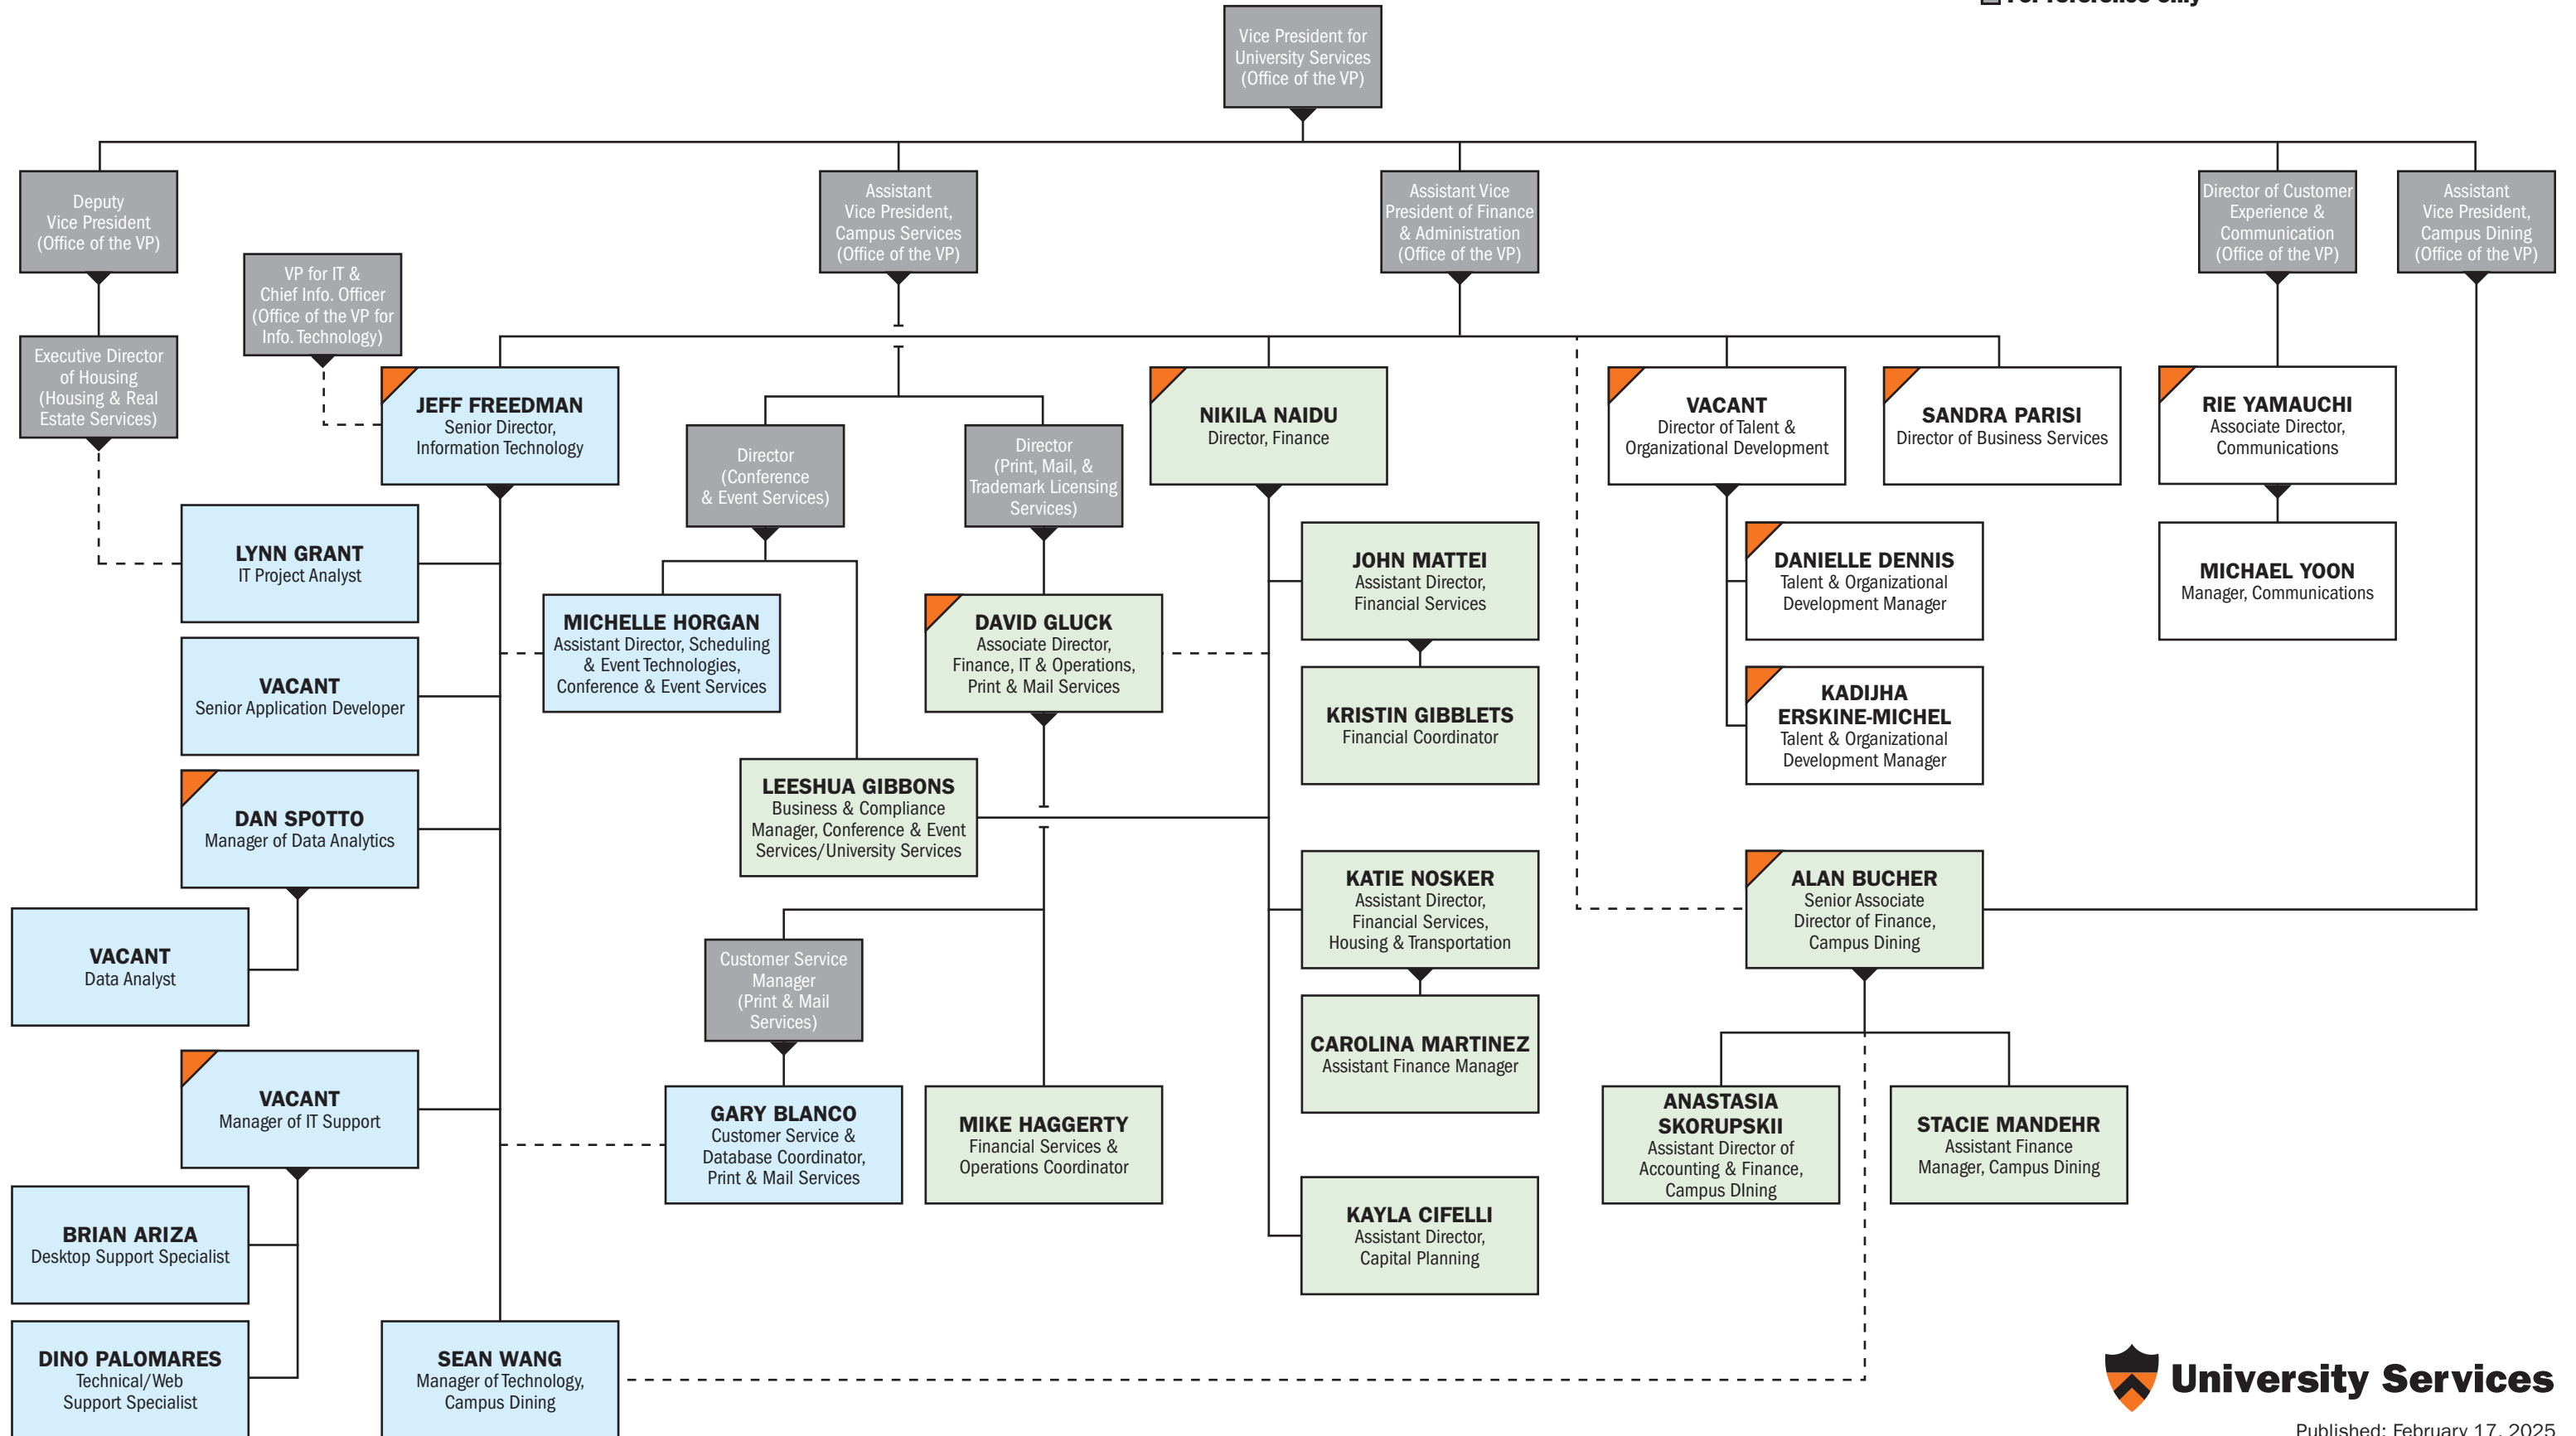 For reference only
Vice President for
University Services
(Office of the VP)
Deputy
Vice President
(Office of the VP)
Assistant
Vice President,
Campus Services
(Office of the VP)
Assistant Vice
President of Finance
& Administration
(Office of the VP)
Director of Customer
Experience &
Communication
(Office of the VP)
Assistant
Vice President,
Campus Dining
(Office of the VP)
VP for IT &
Chief Info. Officer
(Office of the VP for
Info. Technology)
Executive Director
of Housing
(Housing & Real
Estate Services)
JEFF FREEDMAN
Senior Director,
Information Technology
Director
(Conference
& Event Services)
Director
(Print, Mail, &
Trademark Licensing
Services)
NIKILA NAIDU
Director, Finance
VACANT
Director of Talent &
Organizational Development
SANDRA PARISI
Director of Business Services
RIE YAMAUCHI
Associate Director,
Communications
LYNN GRANT
IT Project Analyst
JOHN MATTEI
Assistant Director,
Financial Services
DANIELLE DENNIS
Talent & Organizational
Development Manager
MICHAEL YOON
Manager, Communications
MICHELLE HORGAN
Assistant Director, Scheduling
& Event Technologies,
Conference & Event Services
DAVID GLUCK
Associate Director,
Finance, IT & Operations,
Print & Mail Services
VACANT
Senior Application Developer
KRISTIN GIBBLETS
Financial Coordinator
KADIJHA
ERSKINE-MICHEL
Talent & Organizational
Development Manager
DAN SPOTTO
Manager of Data Analytics
LEESHUA GIBBONS
Business & Compliance
Manager, Conference & Event
Services/University Services
KATIE NOSKER
Assistant Director,
Financial Services,
Housing & Transportation
ALAN BUCHER
Senior Associate
Director of Finance,
Campus Dining
VACANT
Data Analyst
Customer Service
Manager
(Print & Mail
Services)
CAROLINA MARTINEZ
Assistant Finance Manager
VACANT
Manager of IT Support
GARY BLANCO
Customer Service &
Database Coordinator,
Print & Mail Services
MIKE HAGGERTY
Financial Services &
Operations Coordinator
ANASTASIA
SKORUPSKII
Assistant Director of
Accounting & Finance,
Campus DIning
STACIE MANDEHR
Assistant Finance
Manager, Campus Dining
BRIAN ARIZA
Desktop Support Specialist
KAYLA CIFELLI
Assistant Director,
Capital Planning
DINO PALOMARES
Technical/Web
Support Specialist
SEAN WANG
Manager of Technology,
Campus Dining
University Services
Published: February 17, 2025